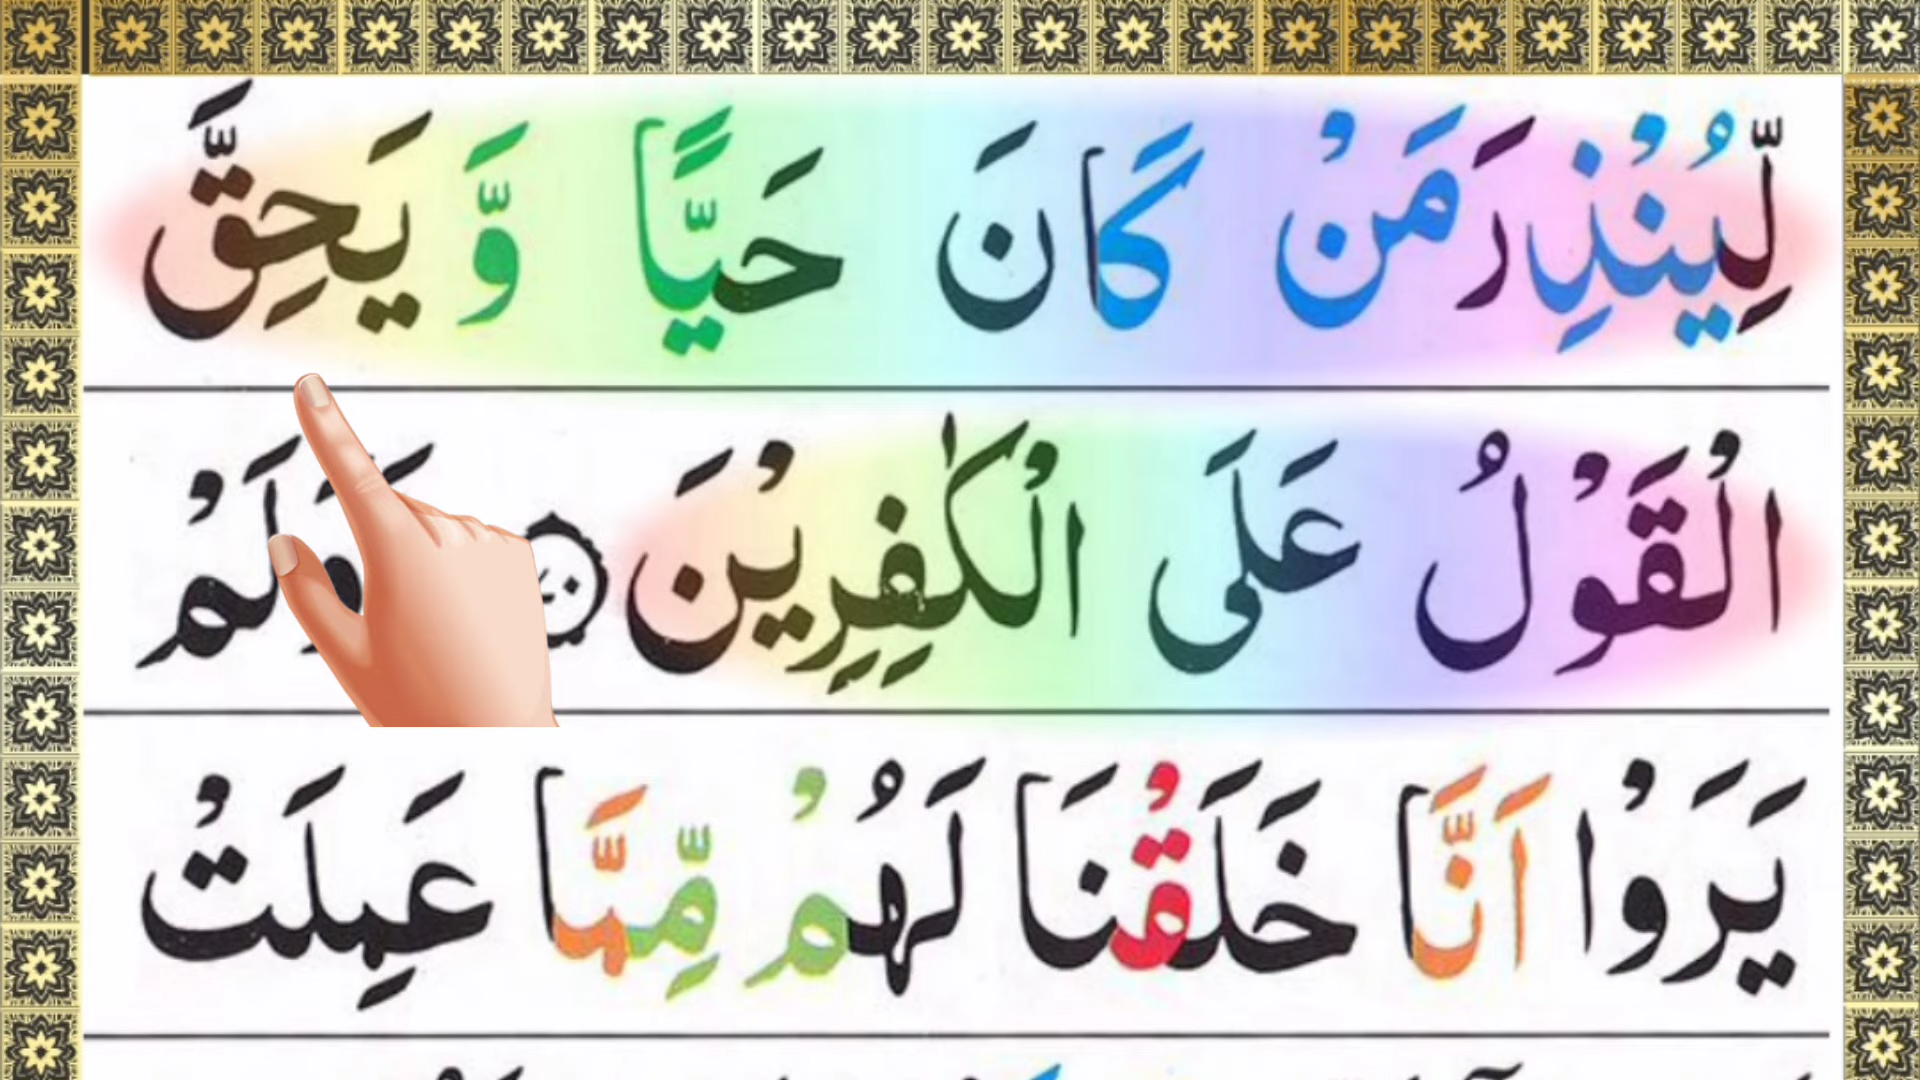 لِّيُنْذِرَ مَنْ كَانَ حَيًّا وَّ يَحِقَّ
الْقَوْلُ عَلَى الْكٰفِرِيْنَ ۝ وَلَمْ
يَرَوْا اَنَّا خَلَقْنَا لَهُمْ مِّمَّا عَمِلَتْ